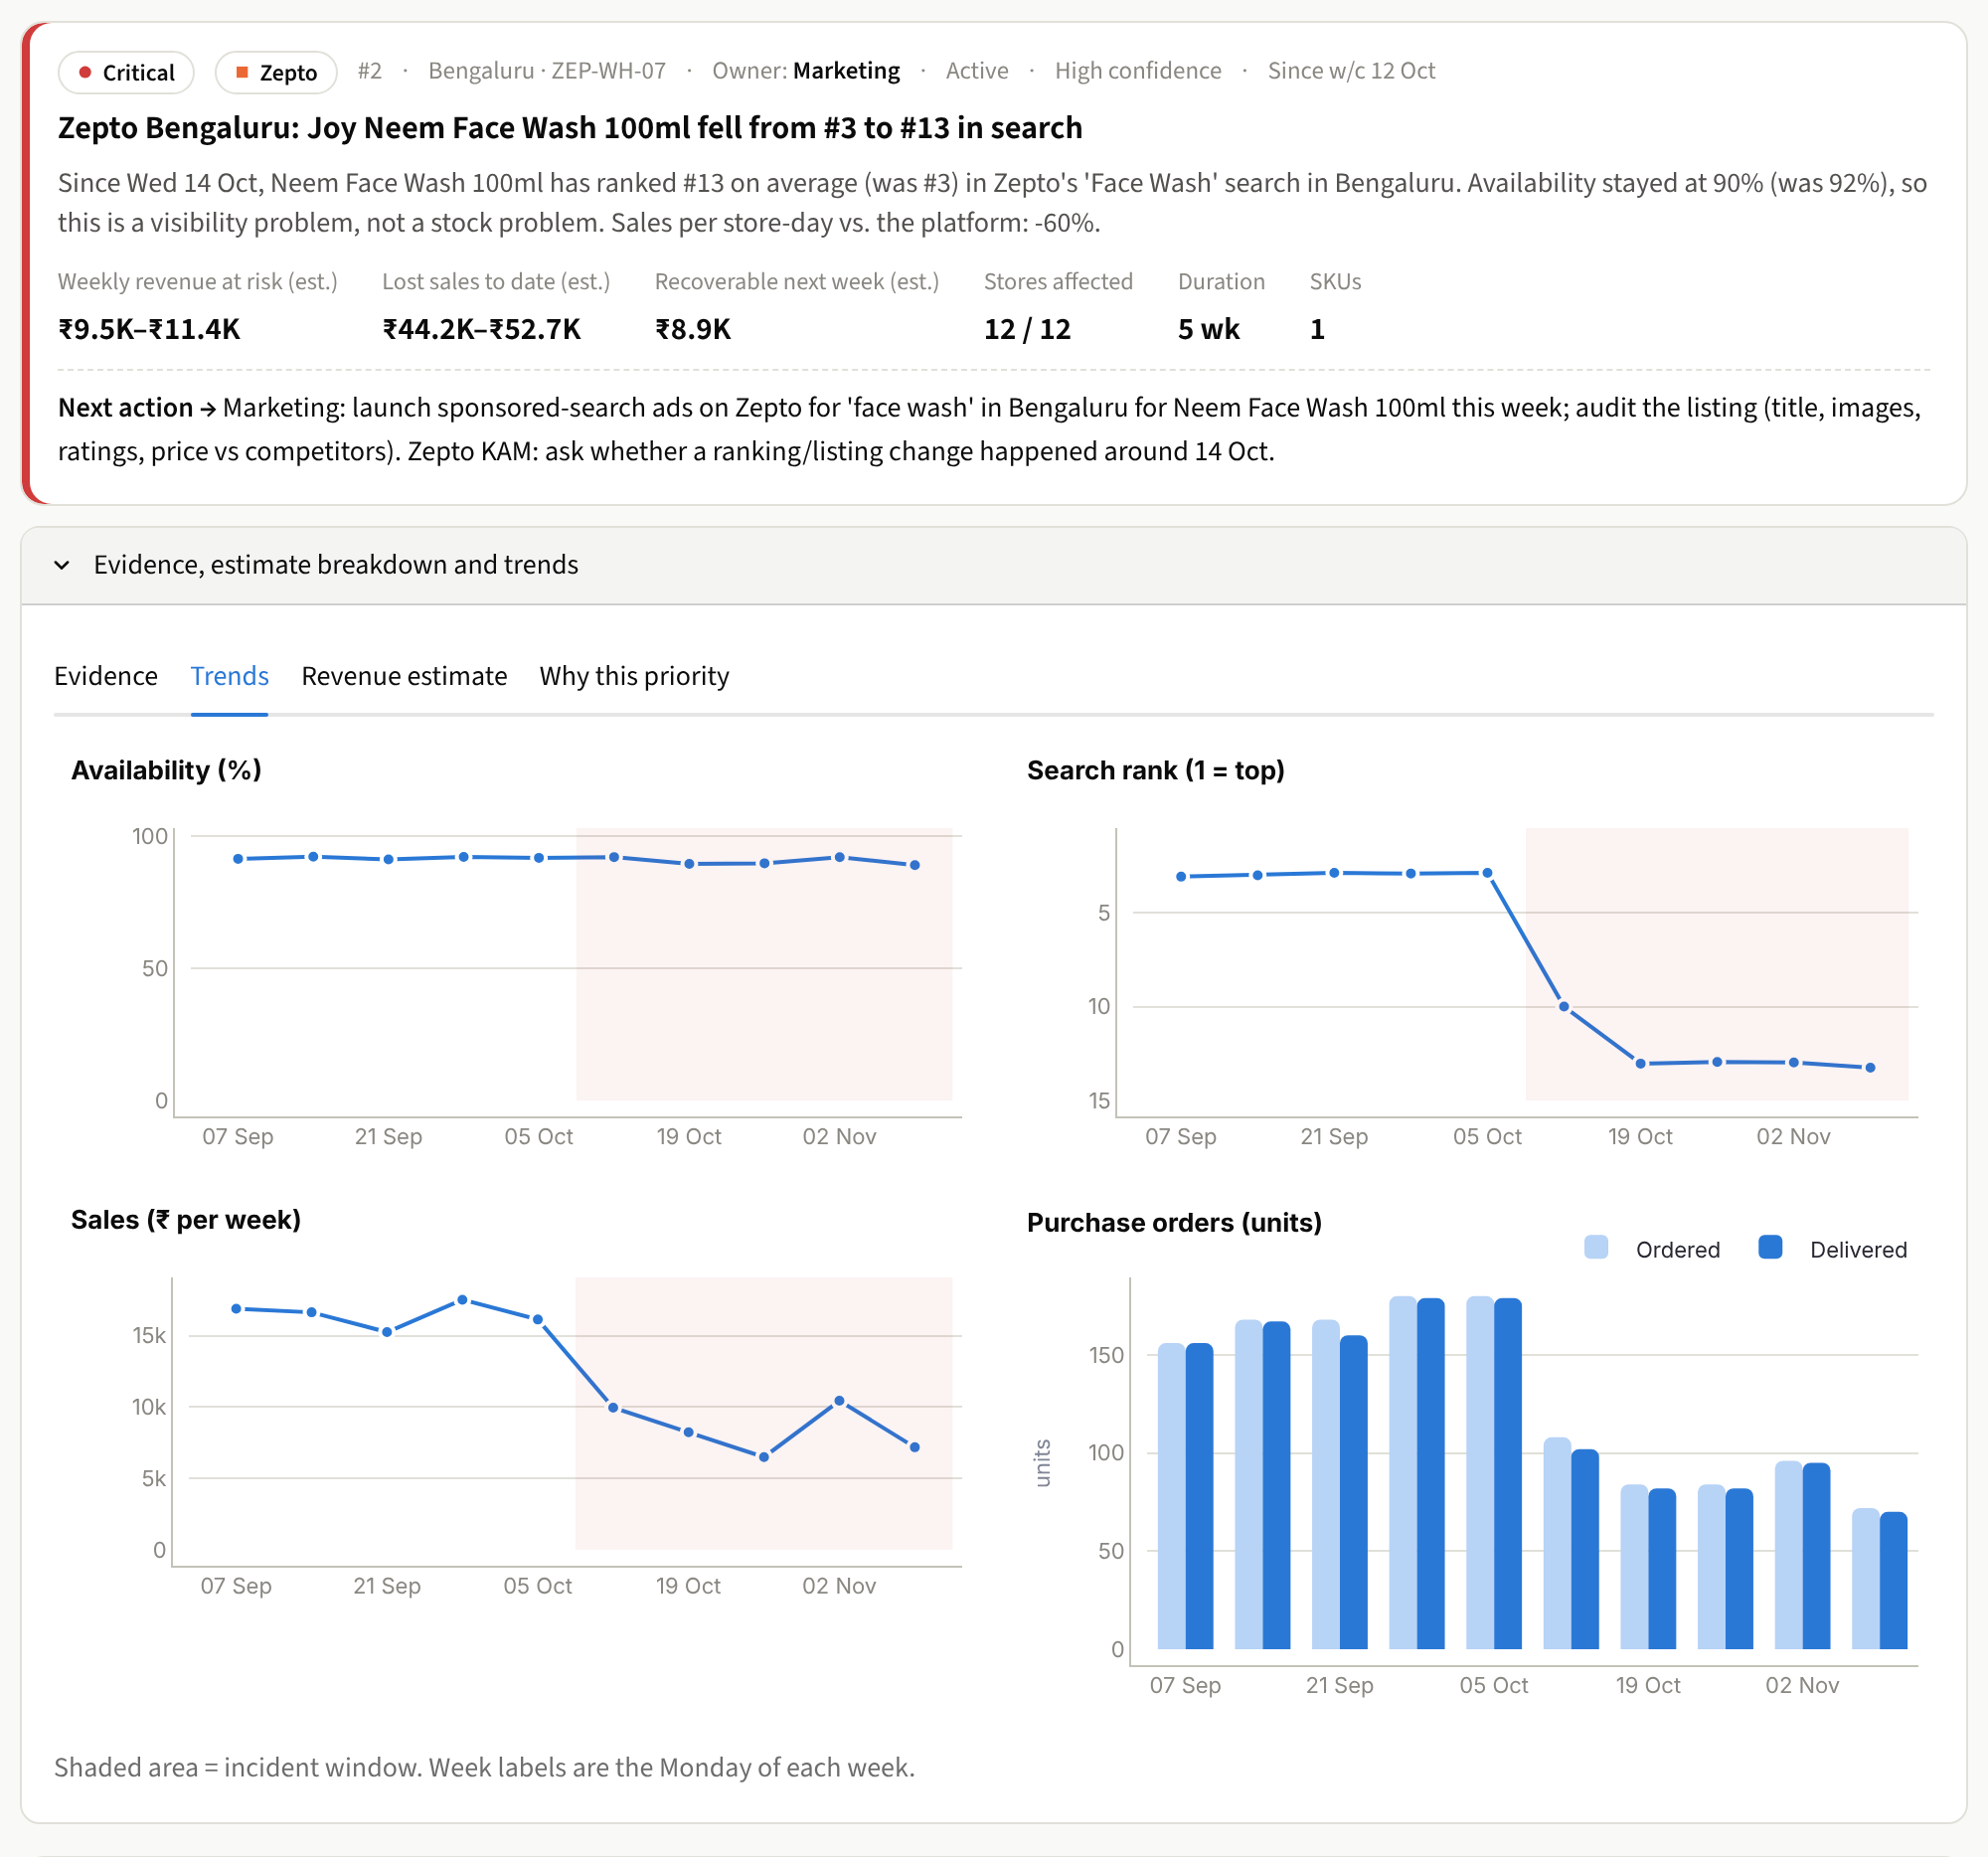 Critical Zepto #2 · Bengaluru · ZEP-WH-07 · Owner: Marketing · Active · High confidence · Since w/c 12 Oct
Zepto Bengaluru: Joy Neem Face Wash 100ml fell from #3 to #13 in search
Since Wed 14 Oct, Neem Face Wash 100ml has ranked #13 on average (was #3) in Zepto's 'Face Wash' search in Bengaluru. Availability stayed at 90% (was 92%), so
this is a visibility problem, not a stock problem. Sales per store-day vs. the platform: -60%.
Weekly revenue at risk (est.) Lost sales to date (est.) Recoverable next week (est.) Stores affected Duration SKUs
₹9.5K–₹11.4K ₹44.2K–₹52.7K ₹8.9K 12 / 12 5 wk 1
Next action → Marketing: launch sponsored-search ads on Zepto for 'face wash' in Bengaluru for Neem Face Wash 100ml this week; audit the listing (title, images,
ratings, price vs competitors). Zepto KAM: ask whether a ranking/listing change happened around 14 Oct.
Evidence, estimate breakdown and trends
Evidence Trends Revenue estimate Why this priority
Availability (%)
100
50
0
07 Sep 21 Sep 05 Oct 19 Oct 02 Nov
Search rank (1 = top)
5
10
15
07 Sep 21 Sep 05 Oct 19 Oct 02 Nov
Sales (₹ per week)
15k
10k
5k
0
07 Sep 21 Sep 05 Oct 19 Oct 02 Nov
Purchase orders (units)
Ordered Delivered
150
100
50
0
units
07 Sep 21 Sep 05 Oct 19 Oct 02 Nov
Shaded area = incident window. Week labels are the Monday of each week.